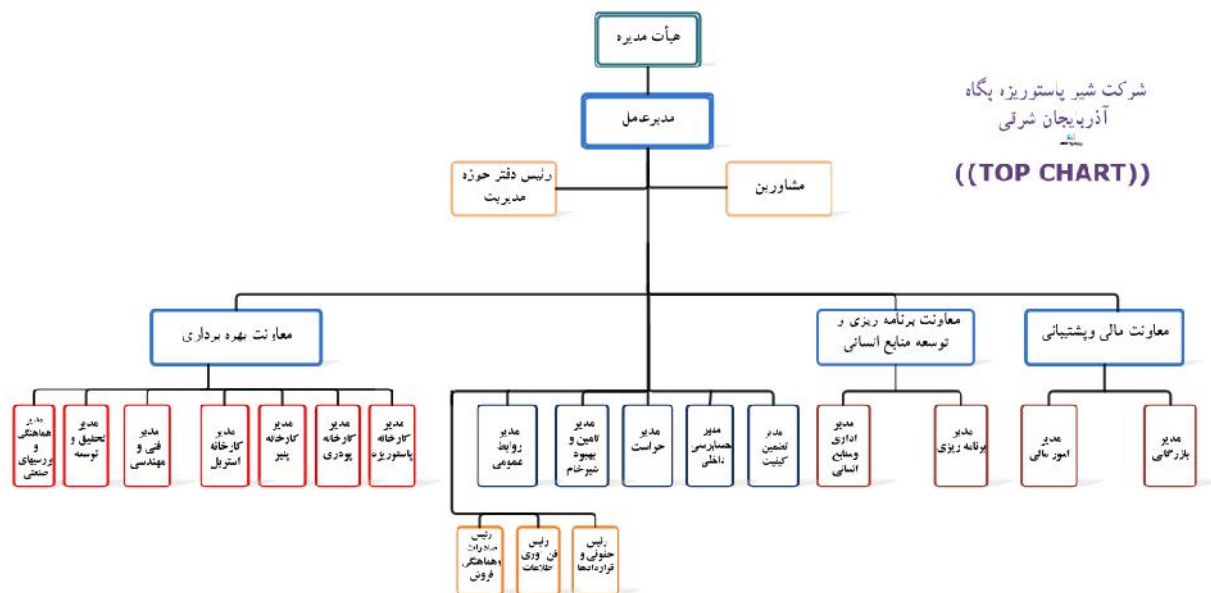 هیأت مدیره
شرکت شیر پاستوریزه پگاه
آذربایجان شرقی
((TOP CHART))
مدیرعامل
مشاورین
رئیس دفتر حوزه
مدیریت
معاونت مالی وپشتیبانی
معاونت برنامه ریزی و
توسعه منابع انسانی
معاونت بهره برداری
مدیر
بازرگانی
مدیر
امور مالی
مدیر
برنامه ریزی
مدیر
اداری
ومنابع
انسانی
مدیر
تضمین
کیفیت
مدیر
حسابرسی
داخلی
مدیر
حراست
مدیر
تامین و
بهبود
شیرخام
مدیر
روابط
عمومی
مدیر
کارخانه
پاستوریزه
مدیر
کارخانه
پودری
مدیر
کارخانه
پنیر
مدیر
کارخانه
استریل
مدیر
فنی و
مهندسی
مدیر
تحقیق و
توسعه
مدیر
هماهنگی
و
بررسیهای
صنعتی
رئیس
حقوقی و
قراردادها
رئیس
فن آوری
اطلاعات
رئیس
صادرات
وهماهنگی
فروش